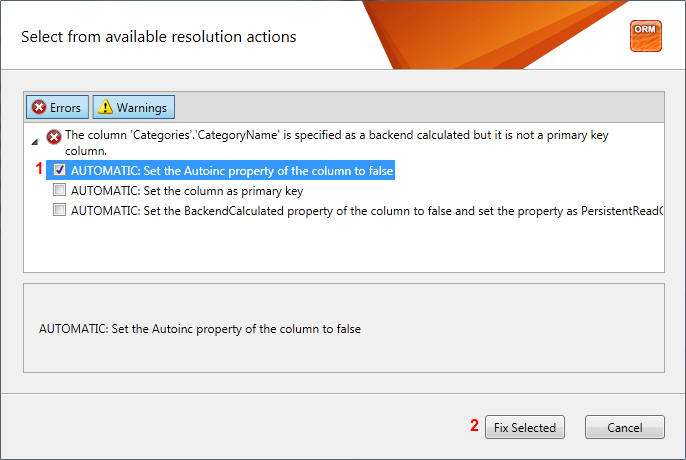 Select from available resolution actions
ORM
Errors Warnings
The column 'Categories'.'CategoryName' is specified as a backend calculated but it is not a primary key
column.
1 AUTOMATIC: Set the Autoinc property of the column to false
AUTOMATIC: Set the column as primary key
AUTOMATIC: Set the BackendCalculated property of the column to false and set the property as
AUTOMATIC: Set the Autoinc property of the column to false
2 Fix Selected Cancel